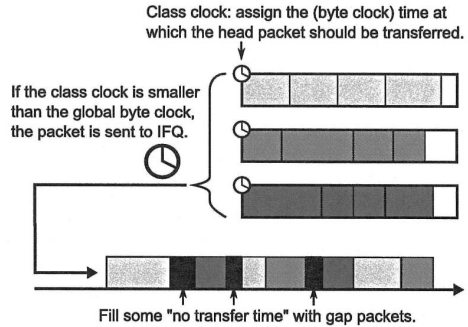 Class clock: assign the (byte clock) time at
which the head packet should be transferred.
If the class clock is smaller
than the global byte clock,
the packet is sent to IFQ.
Fill some "no transfer time" with gap packets.